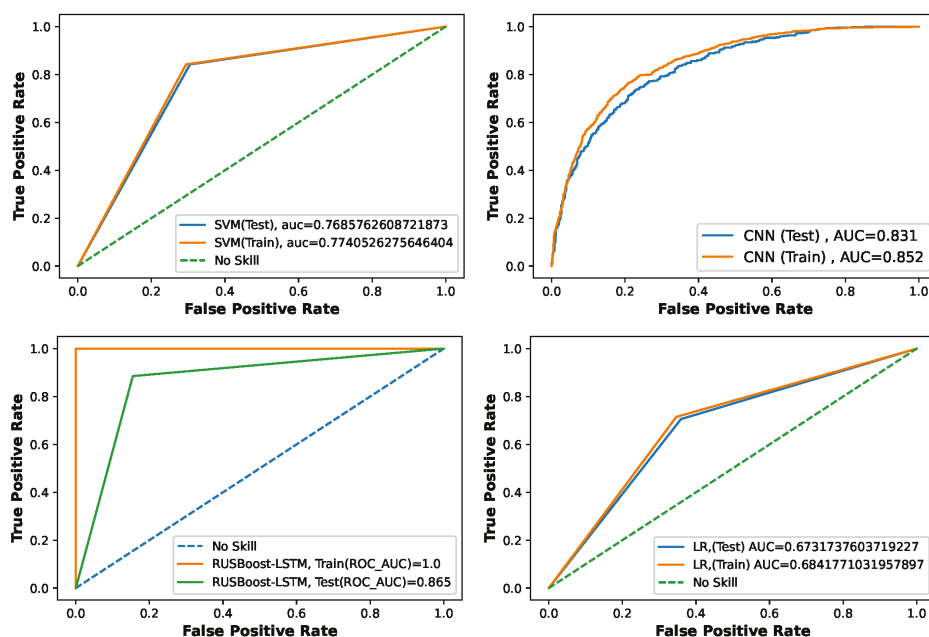 True Positive Rate
1.0
0.8
0.6
0.4
0.2
0.0
SVM(Test), auc=0.7685762608721873
SVM(Train), auc=0.7740526275646404
No Skill
0.0 0.2 0.4 0.6 0.8 1.0
False Positive Rate
True Positive Rate
1.0
0.8
0.6
0.4
0.2
0.0
CNN (Test) , AUC=0.831
CNN (Train) , AUC=0.852
0.0 0.2 0.4 0.6 0.8 1.0
False Positive Rate
True Positive Rate
1.0
0.8
0.6
0.4
0.2
0.0
No Skill
RUSBoost-LSTM, Train(ROC_AUC)=1.0
RUSBoost-LSTM, Test(ROC_AUC)=0.865
0.0 0.2 0.4 0.6 0.8 1.0
False Positive Rate
True Positive Rate
1.0
0.8
0.6
0.4
0.2
0.0
LR,(Test) AUC=0.6731737603719227
LR,(Train) AUC=0.6841771031957897
No Skill
0.0 0.2 0.4 0.6 0.8 1.0
False Positive Rate